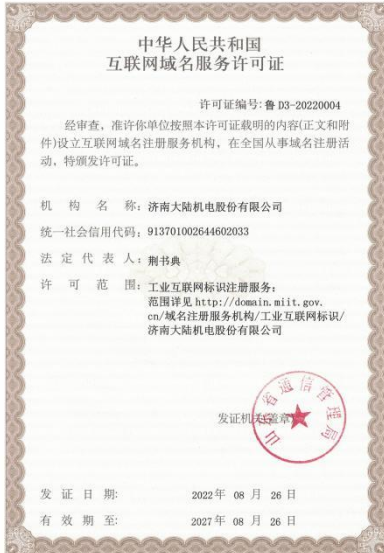 中华人民共和国
互联网域名服务许可证
许可证编号:鲁 D3-20220004
经审查，准许你单位按照本许可证载明的内容(正文和附
件)设立互联网域名注册服务机构，在全国从事域名注册活
动，特颁发许可证。
机构名称：济南大陆机电股份有限公司
统一社会信用代码：913701002644602033
法定代表人：荆书典
许可范围：工业互联网标识注册服务；
范围详见 http://domain.miit.gov.
cn/域名注册服务机构/工业互联网标识/
济南大陆机电股份有限公司
山东省通信管理局
发证机关盖章:
发证日期: 2022年 08 月 26 日
有效期至: 2027年 08 月 26 日